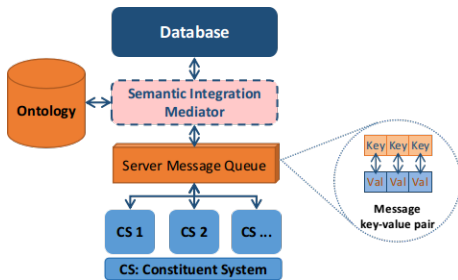 Database
Ontology
Semantic Integration
Mediator
Server Message Queue
Key Key Key
Val Val Val
Message
key-value pair
CS 1 CS 2 CS ...
CS: Constituent System